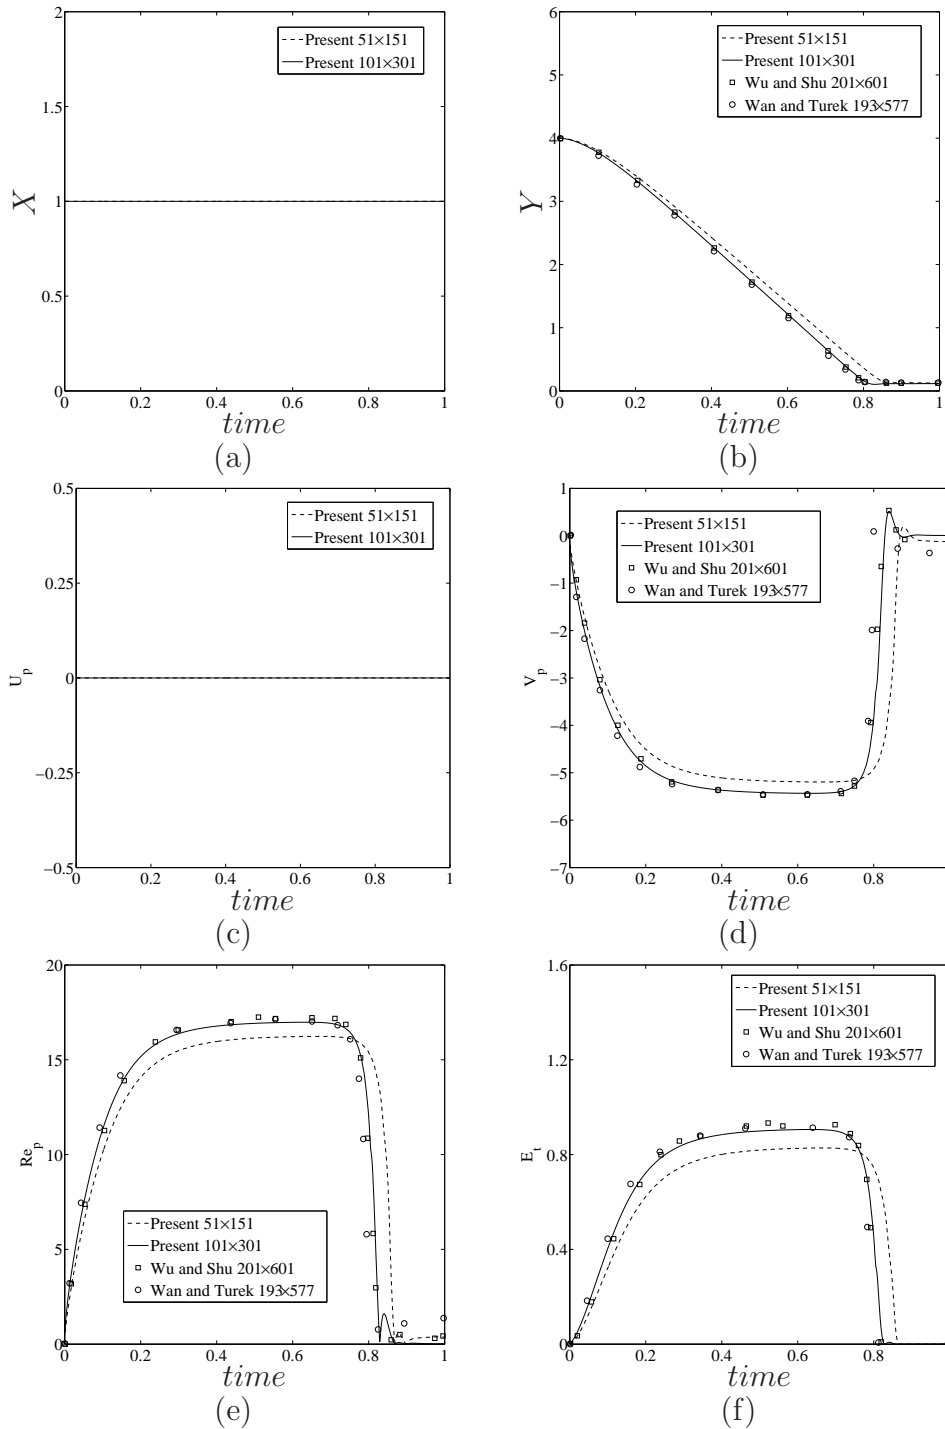 2
1.5
1
0.5
0
X
Present 51×151
Present 101×301
0
0.2
0.4
0.6
0.8
1
time
(a)
6
5
4
3
2
1
0
Y
Present 51×151
Present 101×301
Wu and Shu 201×601
Wan and Turek 193×577
0
0.2
0.4
0.6
0.8
1
time
(b)
0.5
0.25
0
−0.25
−0.5
U_p
Present 51×151
Present 101×301
0
0.2
0.4
0.6
0.8
1
time
(c)
1
0
−1
−2
−3
−4
−5
−6
−7
V_p
Present 51×151
Present 101×301
Wu and Shu 201×601
Wan and Turek 193×577
0
0.2
0.4
0.6
0.8
time
(d)
20
15
10
5
0
Re_p
Present 51×151
Present 101×301
Wu and Shu 201×601
Wan and Turek 193×577
0
0.2
0.4
0.6
0.8
1
time
(e)
1.6
1.2
0.8
0.4
0
E_t
Present 51×151
Present 101×301
Wu and Shu 201×601
Wan and Turek 193×577
0
0.2
0.4
0.6
0.8
time
(f)